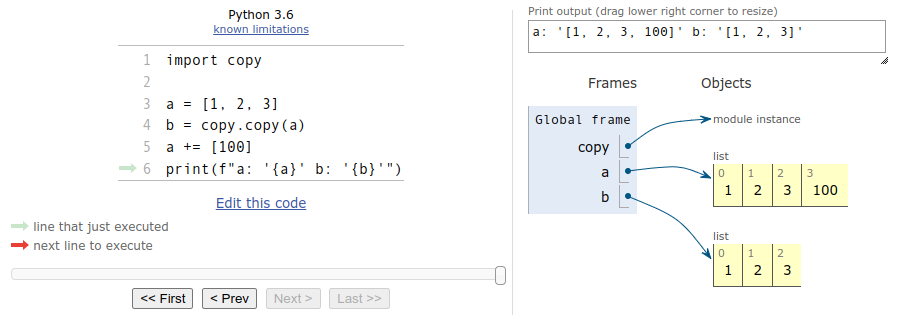 Python 3.6
known limitations
1 import copy
2
3 a = [1, 2, 3]
4 b = copy.copy(a)
5 a += [100]
6 print(f"a: '{a}' b: '{b}'")
Edit this code
line that just executed
next line to execute
<< First < Prev Next > Last >>
Print output (drag lower right corner to resize)
a: '[1, 2, 3, 100]' b: '[1, 2, 3]'
Frames Objects
Global frame
copy
a
b
module instance
list
0 1 2 3
1 2 3 100
list
0 1 2
1 2 3